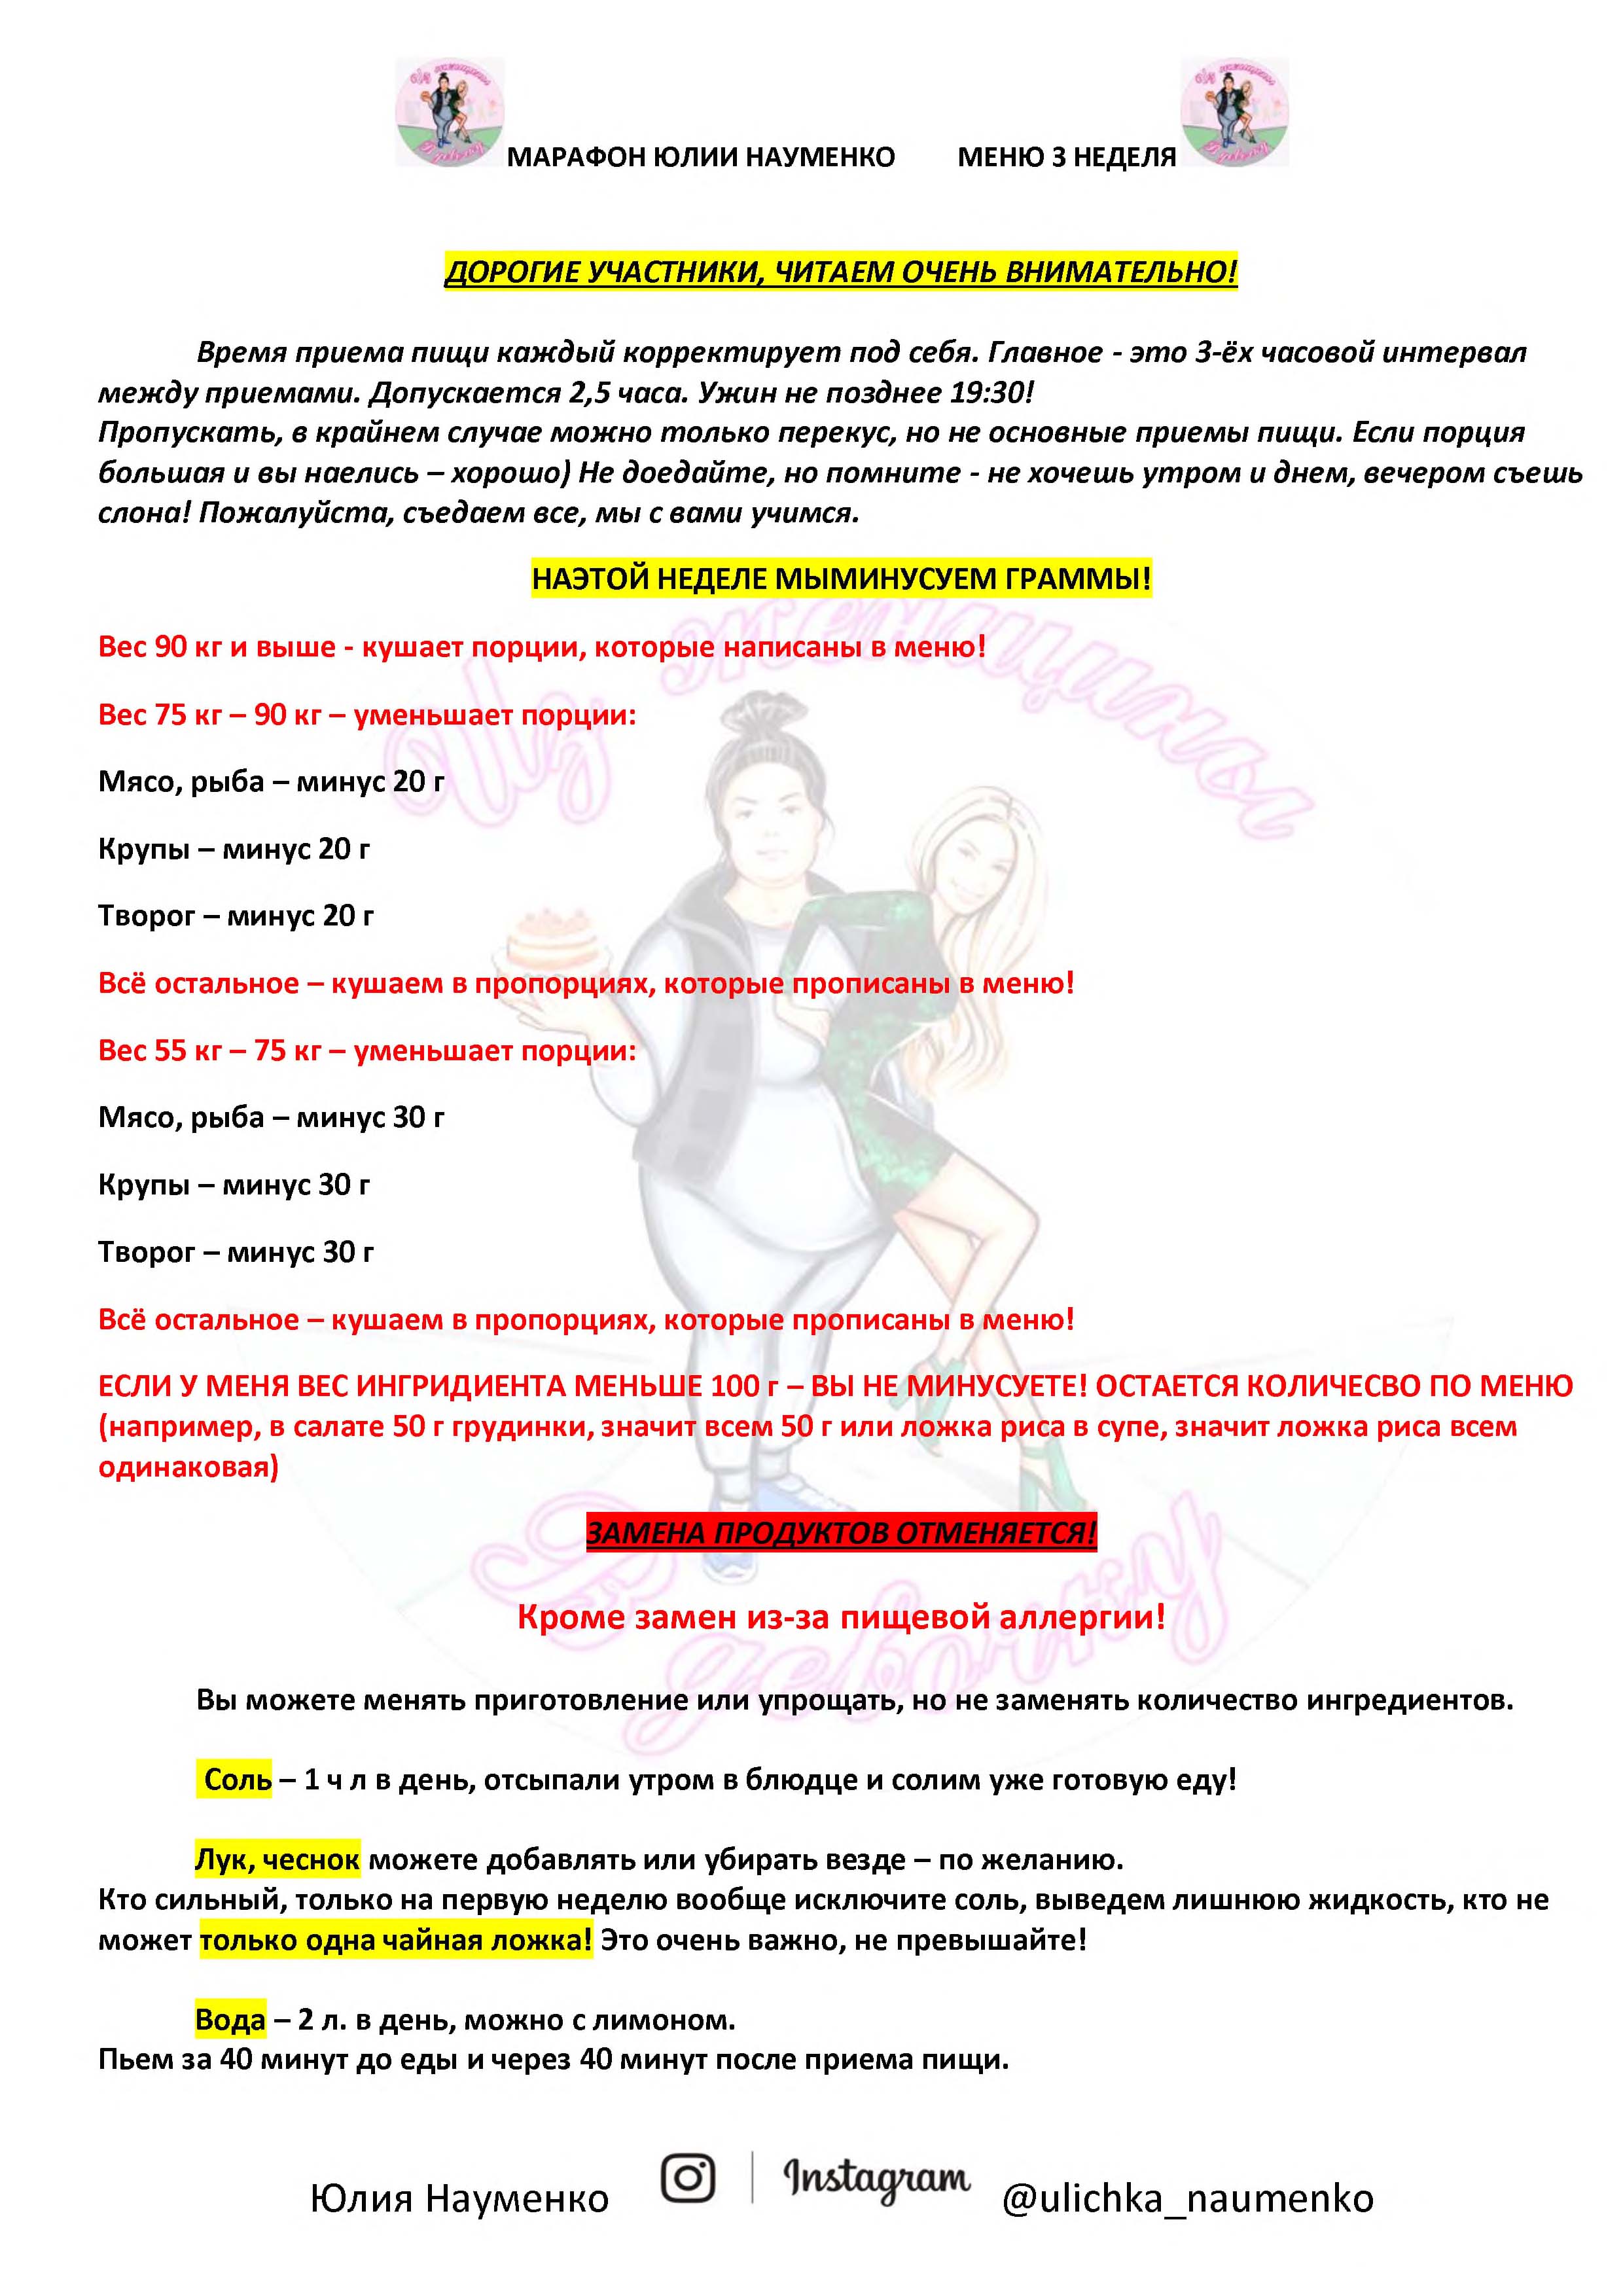 МАРАФОН ЮЛИИ НАУМЕНКО МЕНЮ 3 НЕДЕЛЯ
ДОРОГИЕ УЧАСТНИКИ, ЧИТАЕМ ОЧЕНЬ ВНИМАТЕЛЬНО!
Время приема пищи каждый корректирует под себя. Главное - это 3-ёх часовой интервал
между приемами. Допускается 2,5 часа. Ужин не позднее 19:30!
Пропускать, в крайнем случае можно только перекус, но не основные приемы пищи. Если порция
большая и вы наелись – хорошо) Не доедайте, но помните - не хочешь утром и днем, вечером съешь
слона! Пожалуйста, съедаем все, мы с вами учимся.
НАЭТОЙ НЕДЕЛЕ МЫМИНУСУЕМ ГРАММЫ!
Вес 90 кг и выше - кушает порции, которые написаны в меню!
Вес 75 кг – 90 кг – уменьшает порции:
Мясо, рыба – минус 20 г
Крупы – минус 20 г
Творог – минус 20 г
Всё остальное – кушаем в пропорциях, которые прописаны в меню!
Вес 55 кг – 75 кг – уменьшает порции:
Мясо, рыба – минус 30 г
Крупы – минус 30 г
Творог – минус 30 г
Всё остальное – кушаем в пропорциях, которые прописаны в меню!
ЕСЛИ У МЕНЯ ВЕС ИНГРИДИЕНТА МЕНЬШЕ 100 г – ВЫ НЕ МИНУСУЕТЕ! ОСТАЕТСЯ КОЛИЧЕСВО ПО МЕНЮ
(например, в салате 50 г грудинки, значит всем 50 г или ложка риса в супе, значит ложка риса всем
одинаковая)
ЗАМЕНА ПРОДУКТОВ ОТМЕНЯЕТСЯ!
Кроме замен из-за пищевой аллергии!
Вы можете менять приготовление или упрощать, но не заменять количество ингредиентов.
Соль – 1 ч л в день, отсыпали утром в блюдце и солим уже готовую еду!
Лук, чеснок можете добавлять или убирать везде – по желанию.
Кто сильный, только на первую неделю вообще исключите соль, выведем лишнюю жидкость, кто не
может только одна чайная ложка! Это очень важно, не превышайте!
Вода – 2 л. в день, можно с лимоном.
Пьем за 40 минут до еды и через 40 минут после приема пищи.
Юлия Науменко Instagram @ulichka_naumenko
Из женщины
В девочку